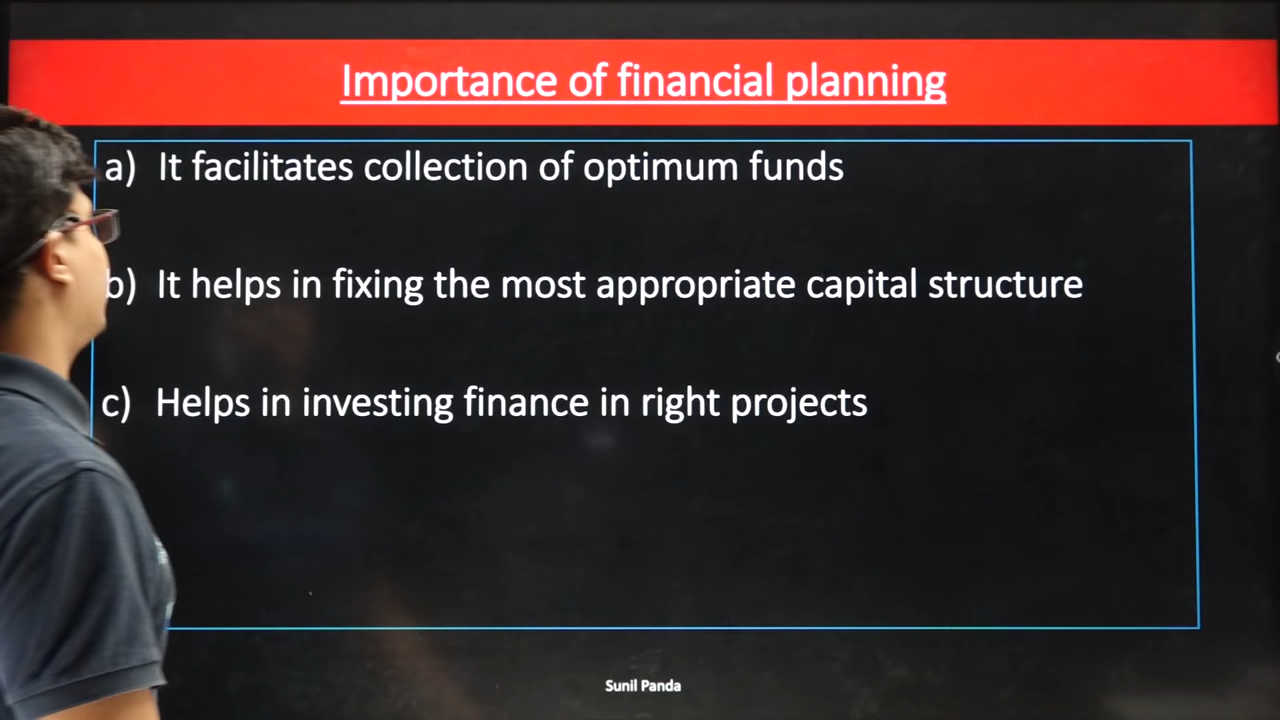 Importance of financial planning
a) It facilitates collection of optimum funds
b) It helps in fixing the most appropriate capital structure
c) Helps in investing finance in right projects
Sunil Panda